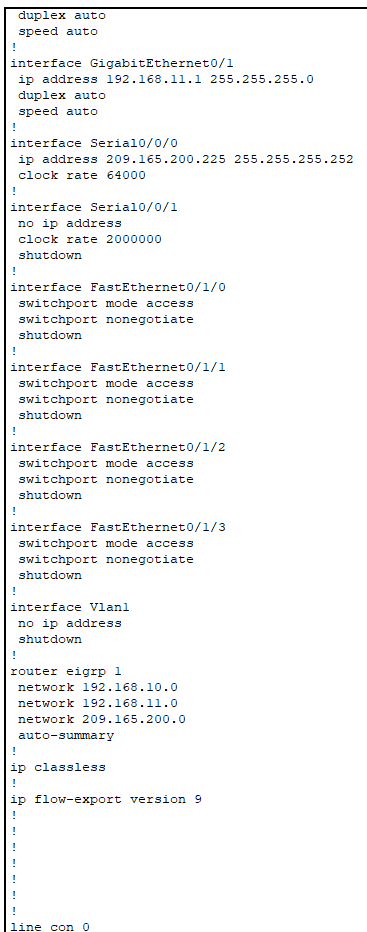 duplex auto
speed auto
!
interface GigabitEthernet0/1
ip address 192.168.11.1 255.255.255.0
duplex auto
speed auto
!
interface Serial0/0/0
ip address 209.165.200.225 255.255.255.252
clock rate 64000
!
interface Serial0/0/1
no ip address
clock rate 2000000
shutdown
!
interface FastEthernet0/1/0
switchport mode access
switchport nonegotiate
shutdown
!
interface FastEthernet0/1/1
switchport mode access
switchport nonegotiate
shutdown
!
interface FastEthernet0/1/2
switchport mode access
switchport nonegotiate
shutdown
!
interface FastEthernet0/1/3
switchport mode access
switchport nonegotiate
shutdown
!
interface Vlan1
no ip address
shutdown
!
router eigrp 1
network 192.168.10.0
network 192.168.11.0
network 209.165.200.0
auto-summary
!
ip classless
!
ip flow-export version 9
!
!
!
!
!
!
!
line con 0